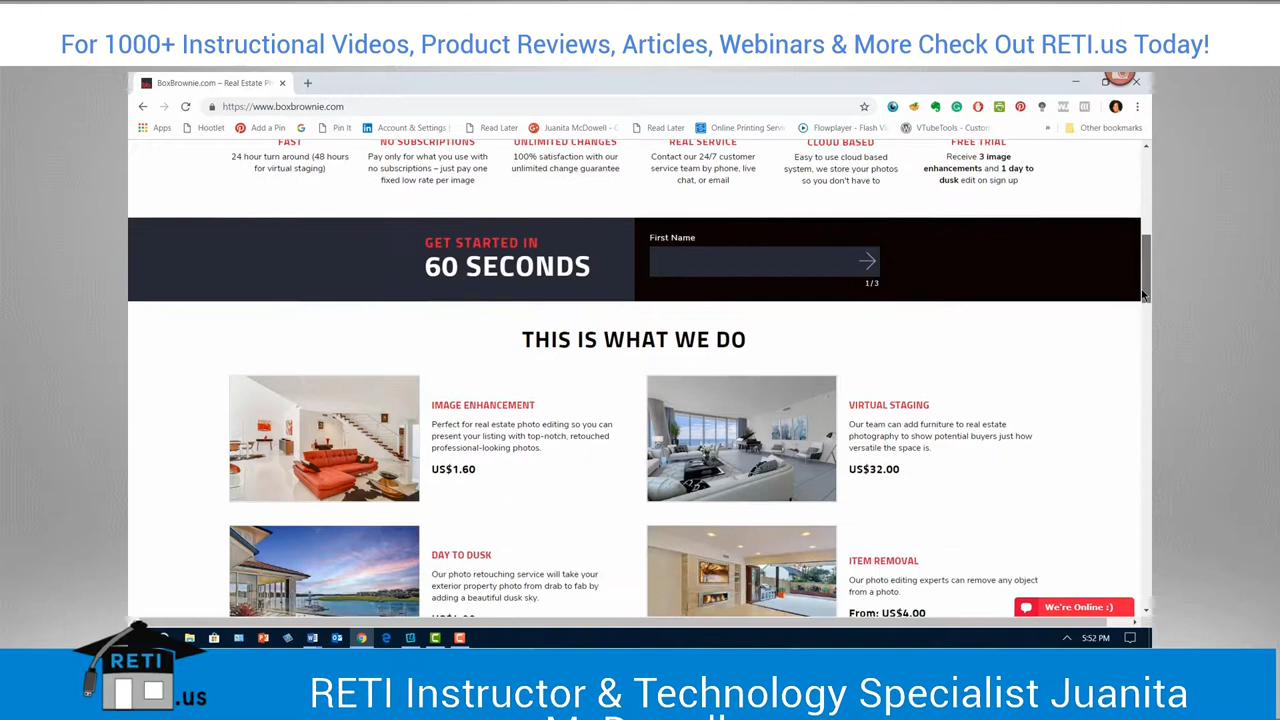 For 1000+ Instructional Videos, Product Reviews, Articles, Webinars & More Check Out RETI.us Today!
BoxBrownie.com – Real Estate Ph
https://www.boxbrownie.com
Apps Hootlet Add a Pin Pin It Account & Settings | Read Later Juanita McDowell - G Read Later Online Printing Servi Flowplayer - Flash Vi VTubeTools - Custom » Other bookmarks
FAST
24 hour turn around (48 hours
for virtual staging)
NO SUBSCRIPTIONS
Pay only for what you use with
no subscriptions – just pay one
fixed low rate per image
UNLIMITED CHANGES
100% satisfaction with our
unlimited change guarantee
REAL SERVICE
Contact our 24/7 customer
service team by phone, live
chat, or email
CLOUD BASED
Easy to use cloud based
system, we store your photos
so you don't have to
FREE TRIAL
Receive 3 image
enhancements and 1 day to
dusk edit on sign up
GET STARTED IN
60 SECONDS
First Name
1/3
THIS IS WHAT WE DO
IMAGE ENHANCEMENT
Perfect for real estate photo editing so you can
present your listing with top-notch, retouched
professional-looking photos.
US$1.60
VIRTUAL STAGING
Our team can add furniture to real estate
photography to show potential buyers just how
versatile the space is.
US$32.00
DAY TO DUSK
Our photo retouching service will take your
exterior property photo from drab to fab by
adding a beautiful dusk sky.
ITEM REMOVAL
Our photo editing experts can remove any object
from a photo.
From: US$4.00
We're Online :)
5:52 PM
RETI
.us
RETI Instructor & Technology Specialist Juanita